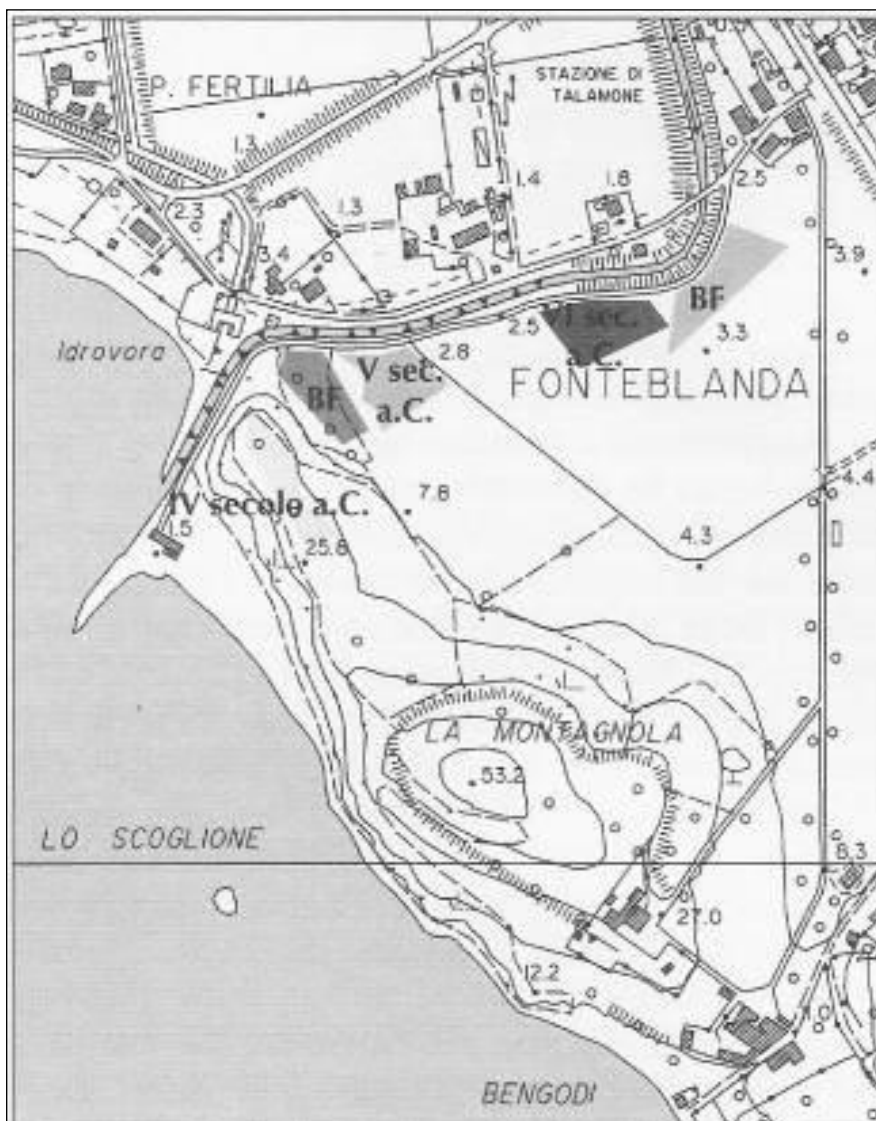 P. FERTILIA
STAZIONE DI
TALAMONE
1.3
1.3
1.4
1.8
2.5
2.3
3.4
3.9
BF
VI sec.
a.C.
2.5
3.3
Idrovora
2.8
V sec.
a.C.
BF
FONTEBLANDA
4.4
IV secolo a.C.
7.8
1.5
25.8
4.3
LA MONTAGNOLA
53.2
LO SCOGLIONE
8.3
27.0
12.2
BENGODI